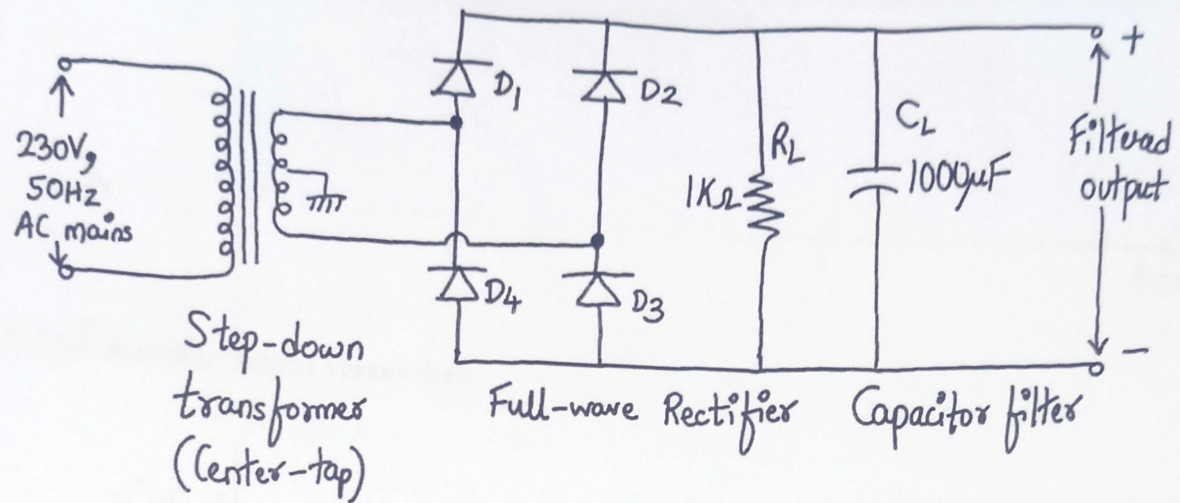 230V,
50Hz
AC mains
Step-down
transformer
(Center-tap)
D1
D2
D4
D3
Full-wave Rectifier
RL
1KΩ
CL
1000µF
Capacitor filter
+
Filterad
output
-